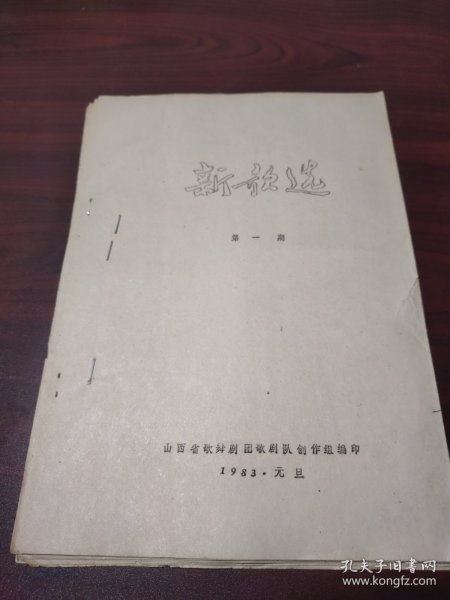 新歌选
第一期
山西省歌舞剧团歌剧队创作组编印
1983·元旦
孔夫子旧书网
www.kongfz.com